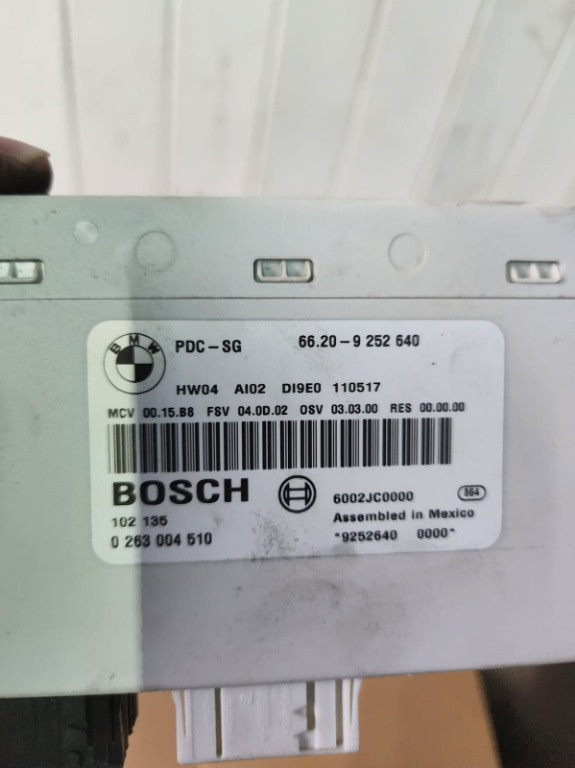 BMW PDC-SG 66.20-9 252 640
HW04 AI02 DI9E0 110517
MCV 00.15.B8 FSV 04.0D.02 OSV 03.03.00 RES 00.00.00
BOSCH 6002JC0000 864
102 135 Assembled in Mexico
0 263 004 510 *9252640 0000*